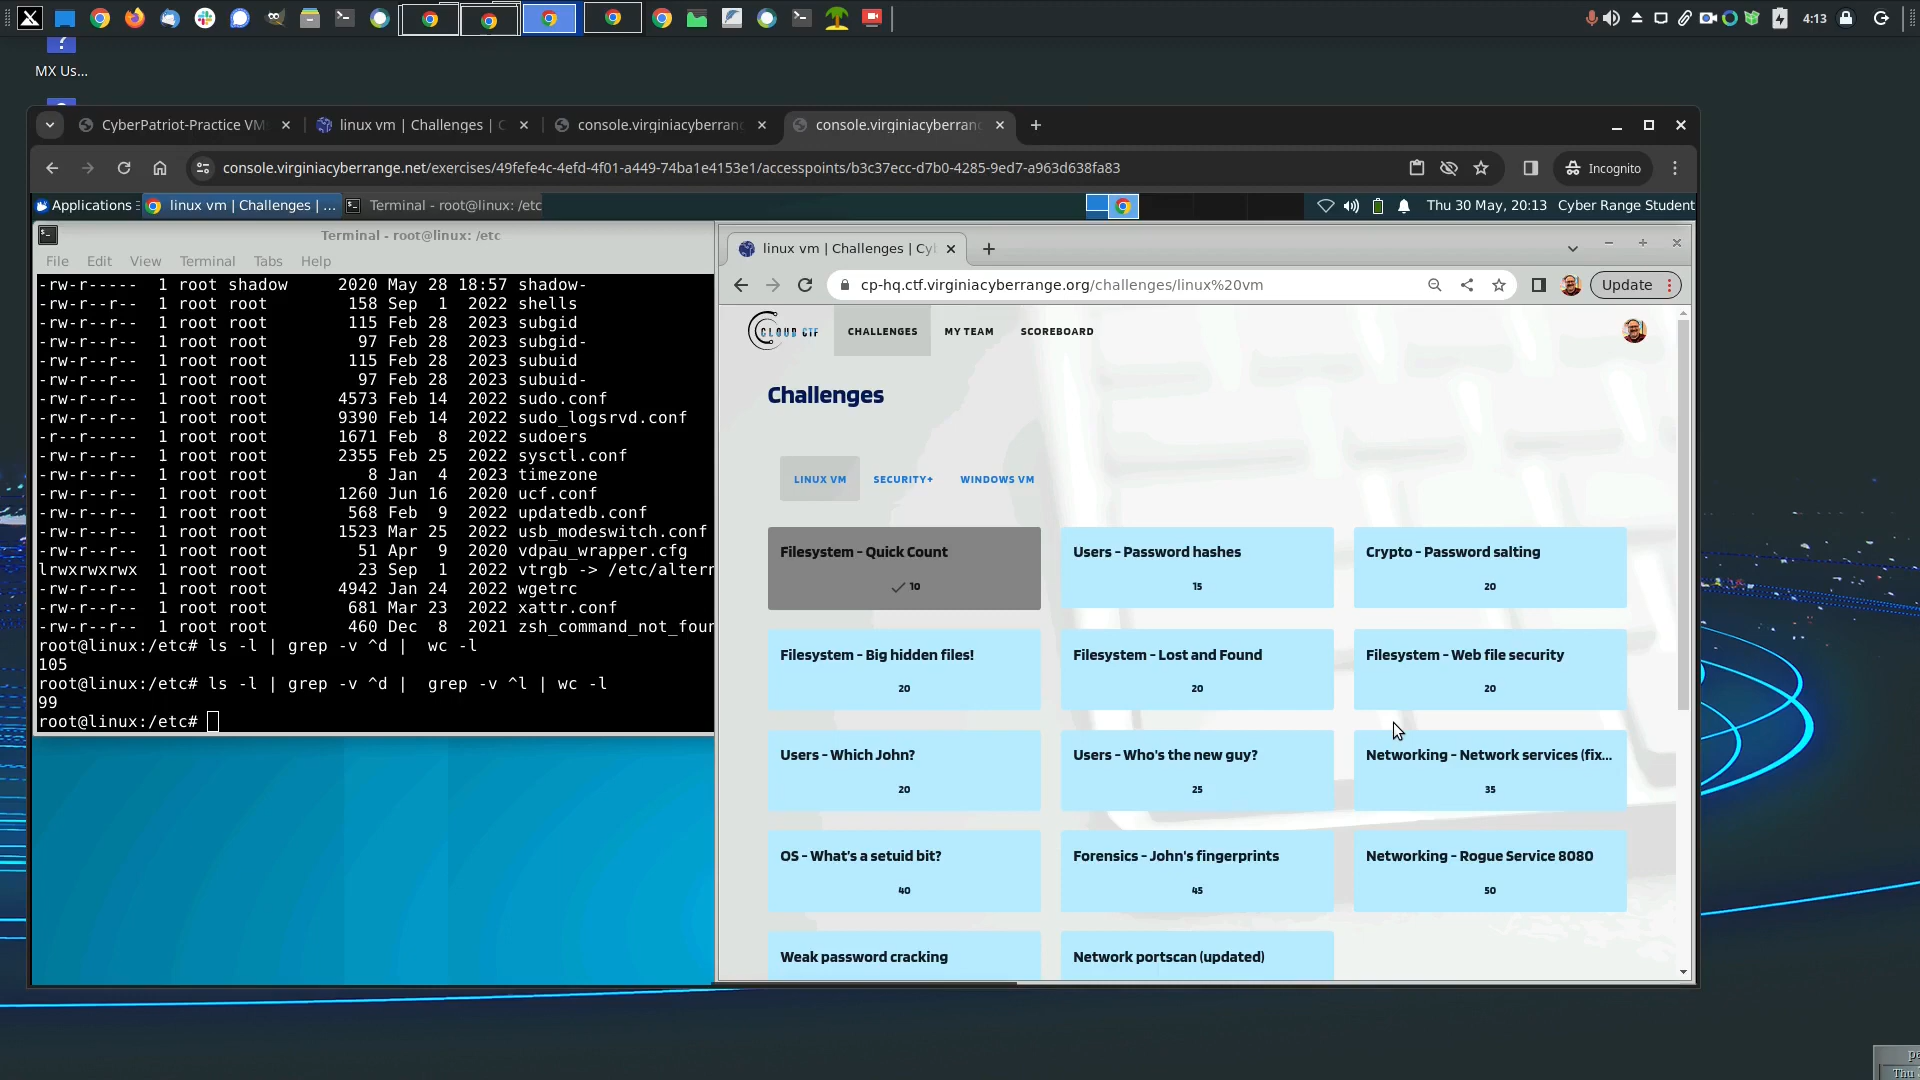 4:13
MX Us...
CyberPatriot-Practice VM
linux vm | Challenges | C
console.virginiacyberran
console.virginiacyberran
console.virginiacyberrange.net/exercises/49fefe4c-4efd-4f01-a449-74ba1e4153e1/accesspoints/b3c37ecc-d7b0-4285-9ed7-a963d638fa83
Incognito
Applications
linux vm | Challenges | ...
Terminal - root@linux: /etc
Thu 30 May, 20:13
Cyber Range Student
Terminal - root@linux: /etc
File Edit View Terminal Tabs Help
-rw-r----- 1 root shadow 2020 May 28 18:57 shadow-
-rw-r--r-- 1 root root 158 Sep 1 2022 shells
-rw-r--r-- 1 root root 115 Feb 28 2023 subgid
-rw-r--r-- 1 root root 97 Feb 28 2023 subgid-
-rw-r--r-- 1 root root 115 Feb 28 2023 subuid
-rw-r--r-- 1 root root 97 Feb 28 2023 subuid-
-rw-r--r-- 1 root root 4573 Feb 14 2022 sudo.conf
-rw-r--r-- 1 root root 9390 Feb 14 2022 sudo_logsrvd.conf
-r--r----- 1 root root 1671 Feb 8 2022 sudoers
-rw-r--r-- 1 root root 2355 Feb 25 2022 sysctl.conf
-rw-r--r-- 1 root root 8 Jan 4 2023 timezone
-rw-r--r-- 1 root root 1260 Jun 16 2020 ucf.conf
-rw-r--r-- 1 root root 568 Feb 9 2022 updatedb.conf
-rw-r--r-- 1 root root 1523 Mar 25 2022 usb_modeswitch.conf
-rw-r--r-- 1 root root 51 Apr 9 2020 vdpau_wrapper.cfg
lrwxrwxrwx 1 root root 23 Sep 1 2022 vtrgb -> /etc/altern
-rw-r--r-- 1 root root 4942 Jan 24 2022 wgetrc
-rw-r--r-- 1 root root 681 Mar 23 2022 xattr.conf
-rw-r--r-- 1 root root 460 Dec 8 2021 zsh_command_not_foun
root@linux:/etc# ls -l | grep -v ^d | wc -l
105
root@linux:/etc# ls -l | grep -v ^d | grep -v ^l | wc -l
99
root@linux:/etc#
linux vm | Challenges | Cy
cp-hq.ctf.virginiacyberrange.org/challenges/linux%20vm
Update
CLOUD CTF
CHALLENGES
MY TEAM
SCOREBOARD
Challenges
LINUX VM
SECURITY+
WINDOWS VM
Filesystem - Quick Count
10
Users - Password hashes
15
Crypto - Password salting
20
Filesystem - Big hidden files!
20
Filesystem - Lost and Found
20
Filesystem - Web file security
20
Users - Which John?
20
Users - Who's the new guy?
25
Networking - Network services (fix...
35
OS - What's a setuid bit?
40
Forensics - John's fingerprints
45
Networking - Rogue Service 8080
50
Weak password cracking
Network portscan (updated)
pa
Thu